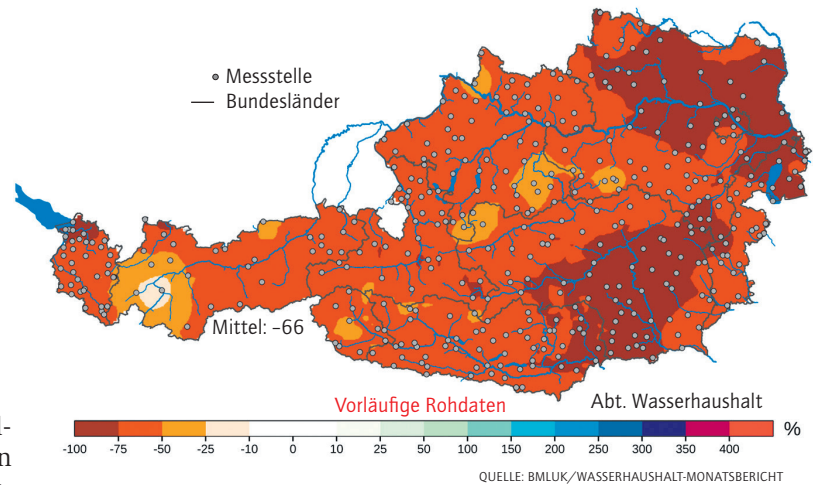 Messstelle
Bundesländer
Mittel: –66
Vorläufige Rohdaten
Abt. Wasserhaushalt
-100 -75 -50 -25 -10 0 10 25 50 100 150 200 250 300 350 400 %
QUELLE: BMLUK/WASSERHAUSHALT-MONATSBERICHT